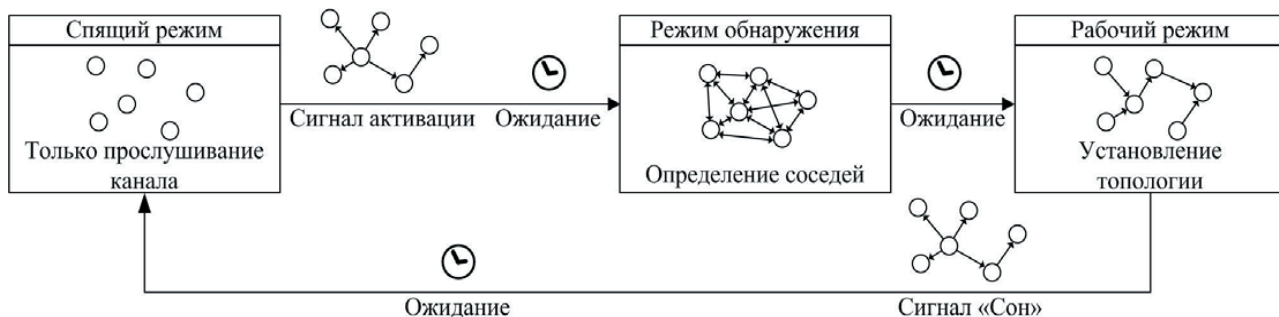 Спящий режим
Только прослушивание
канала
Сигнал активации
Ожидание
Режим обнаружения
Определение соседей
Ожидание
Рабочий режим
Установление
топологии
Ожидание
Сигнал «Сон»